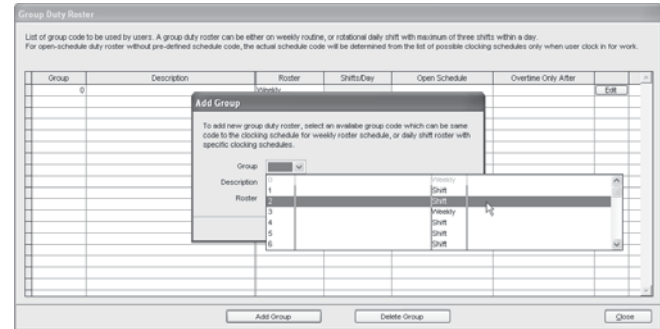 Group Duty Roster
List of group code to be used by users. A group duty roster can be either on weekly routine, or rotational daily shift with maximum of three shifts within a day.
For open-schedule duty roster without pre-defined schedule code, the actual schedule code will be determined from the list of possible clocking schedules only when user clock in for work.
Group Description Roster Shifts/Day Open Schedule Overtime Only After
0 Weekly Edit
Add Group
To add new group duty roster, select an availabe group code which can be same
code to the clocking schedule for weekly roster schedule, or daily shift roster with
specific clocking schedules.
Group
Description
Roster
0 Weekly
1 Shift
2 Shift
3 Weekly
4 Shift
5 Shift
6 Shift
Add Group Delete Group Close